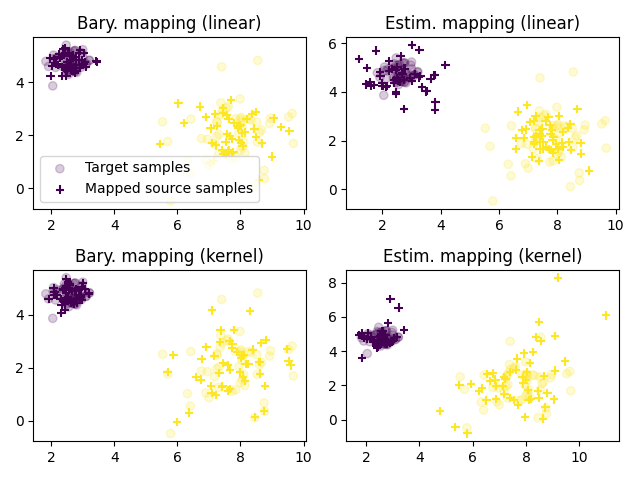 Bary. mapping (linear)
Estim. mapping (linear)
4
2
0
Target samples
Mapped source samples
2 4 6 8 10
6
4
2
0
2 4 6 8 10
Bary. mapping (kernel)
Estim. mapping (kernel)
4
2
0
2 4 6 8 10
8
6
4
2
0
2 4 6 8 10